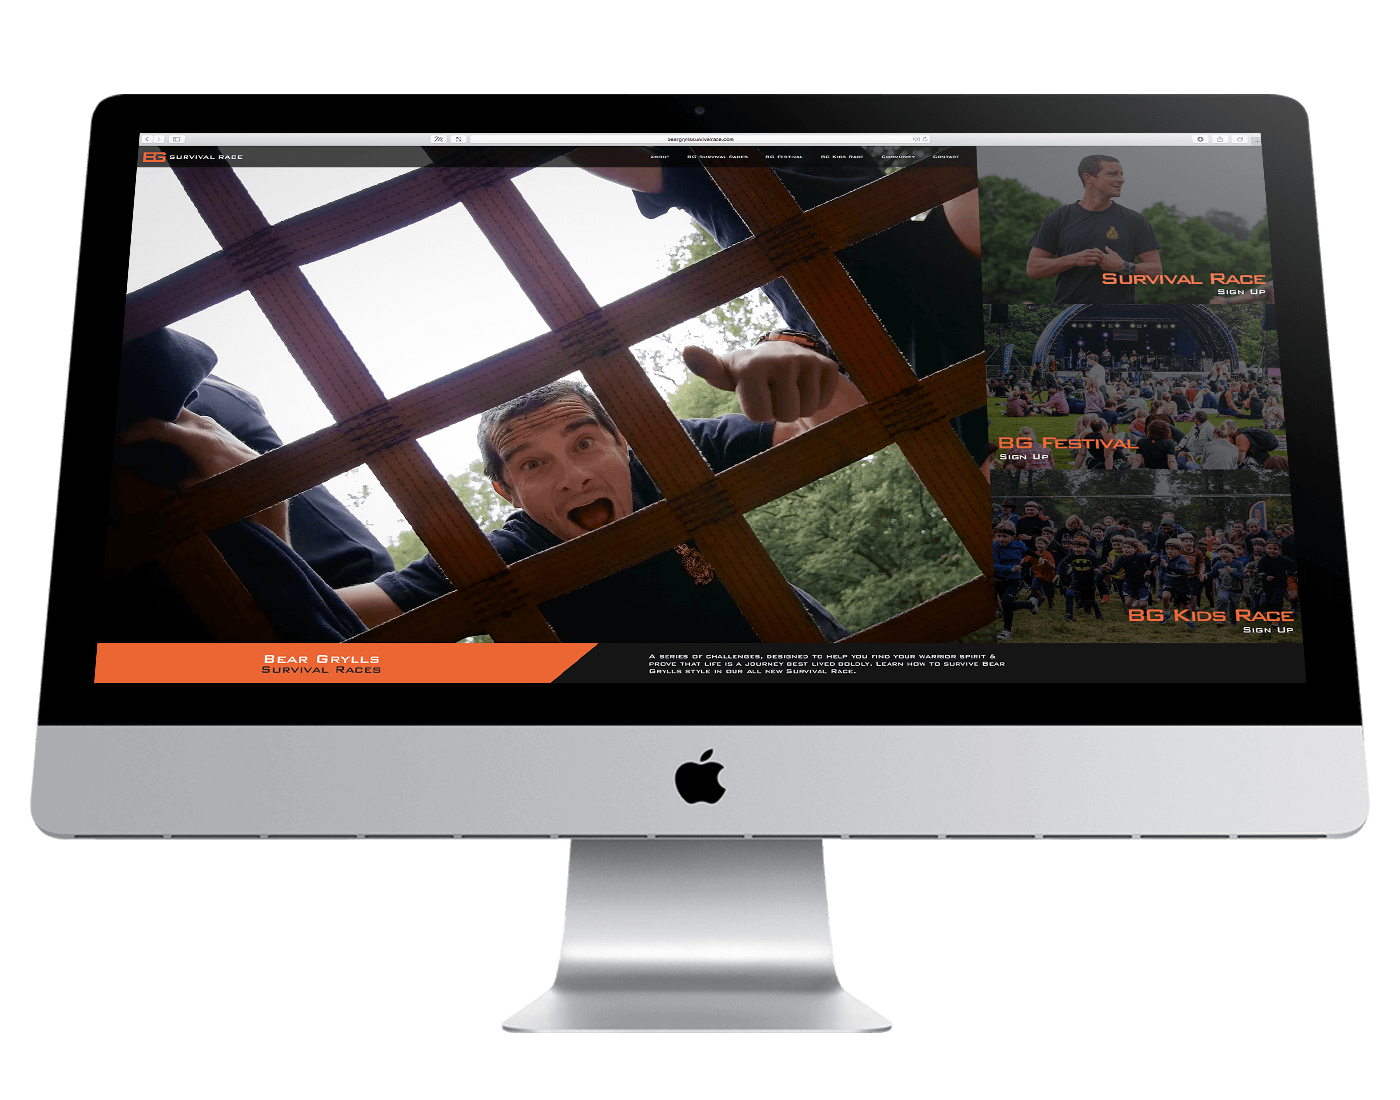 beargryllssurvivalrace.com
BG Survival Race
About BG Survival Races BG Festival BG Kids Race Community Contact
Survival Race
Sign Up
BG Festival
Sign Up
BG Kids Race
Sign Up
Bear Grylls
Survival Races
A series of challenges, designed to help you find your warrior spirit &
prove that life is a journey best lived boldly. Learn how to survive Bear
Grylls style in our all new Survival Race.